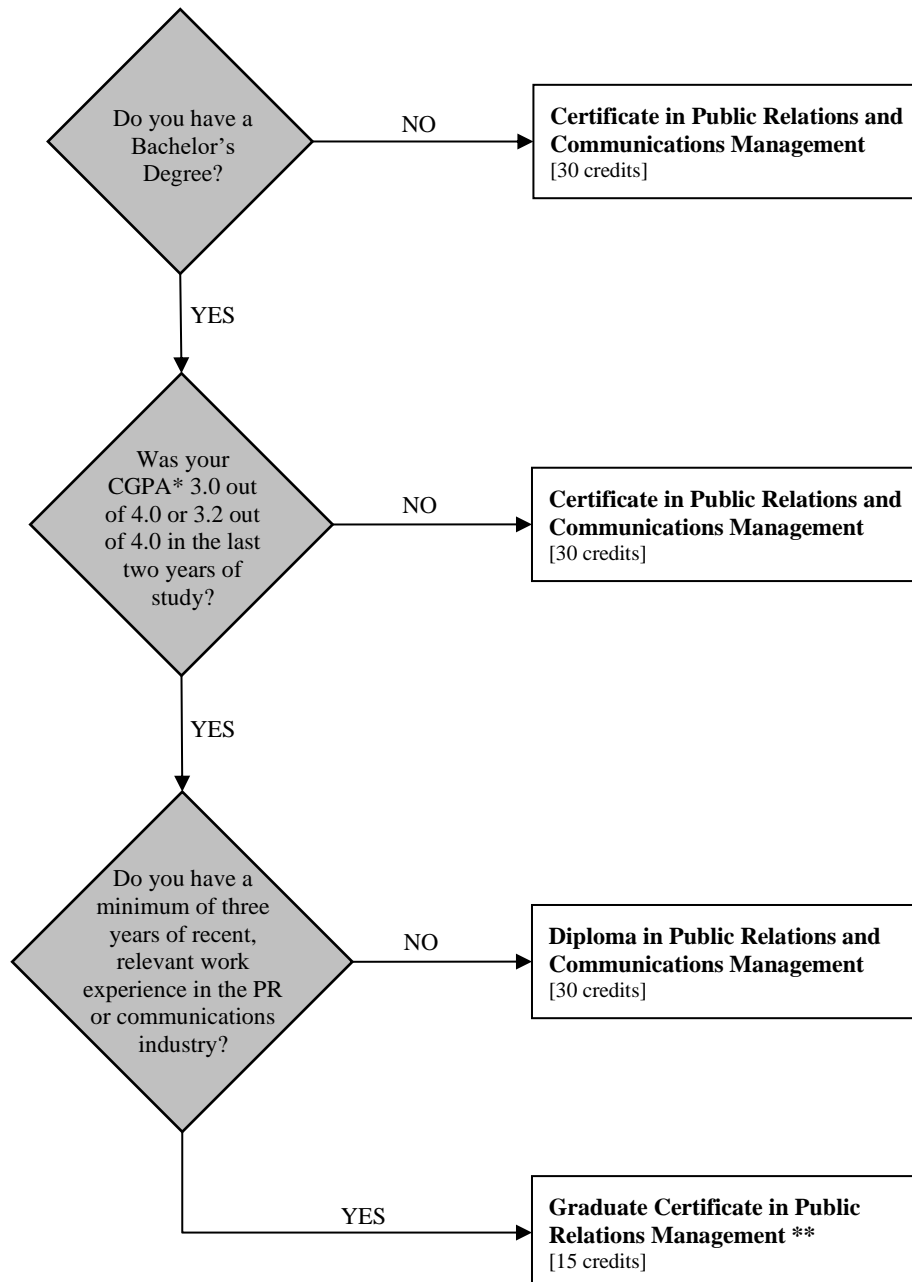 Do you have a
Bachelor’s
Degree?
NO
Certificate in Public Relations and
Communications Management
[30 credits]
YES
Was your
CGPA* 3.0 out
of 4.0 or 3.2 out
of 4.0 in the last
two years of
study?
NO
Certificate in Public Relations and
Communications Management
[30 credits]
YES
Do you have a
minimum of three
years of recent,
relevant work
experience in the PR
or communications
industry?
NO
Diploma in Public Relations and
Communications Management
[30 credits]
YES
Graduate Certificate in Public
Relations Management **
[15 credits]